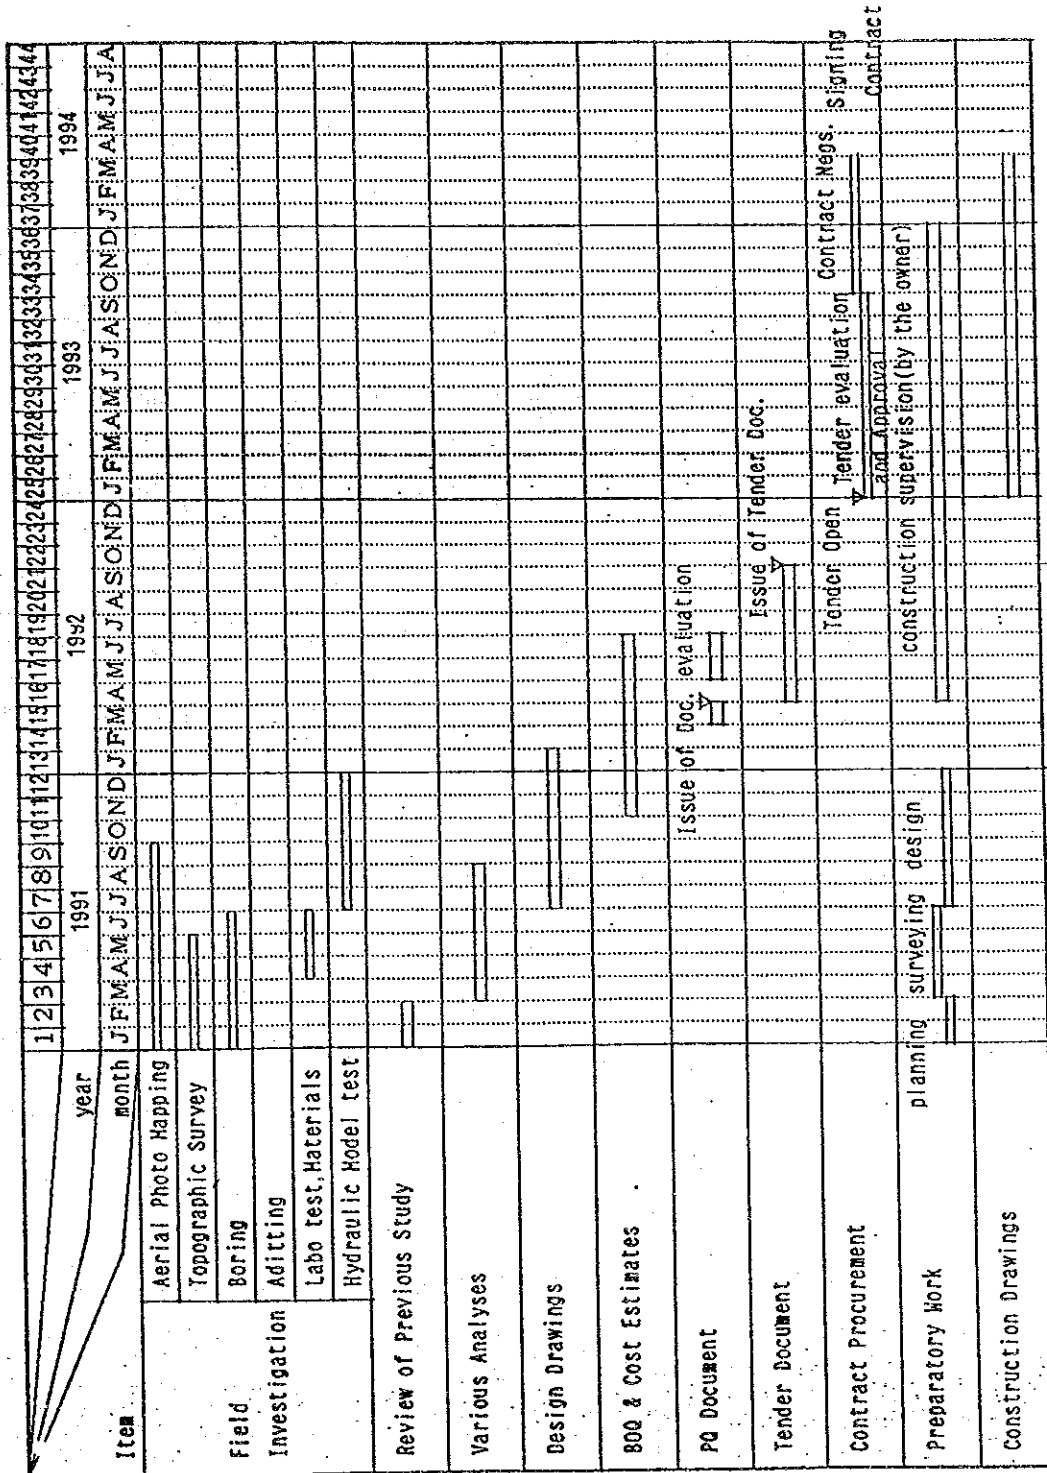 1 2 3 4 5 6 7 8 9 10 11 12 13 14 15 16 17 18 19 20 21 22 23 24 25 26 27 28 29 30 31 32 33 34 35 36 37 38 39 40 41 42 43 44
year 1991 1992 1993 1994
Item month J F M A M J J A S O N D J F M A M J J A S O N D J F M A M J J A S O N D J F M A M J J A
Field Investigation
Aerial Photo Happing
Topographic Survey
Boring
Aditting
Labo test, Haterials
Hydraulic Hodel test
Review of Previous Study
Various Analyses
Design Drawings
BOQ & Cost Estimates
PQ Document
Issue of Doc. evaluation
Tender Document
Issue of Tender Doc.
Contract Procurement
Tonder Open
Tender evaluation
and Approval
Contract Negs. Signing
Contract
Preparatory Work
planning surveying design
construction supervision(by the owner)
Construction Drawings